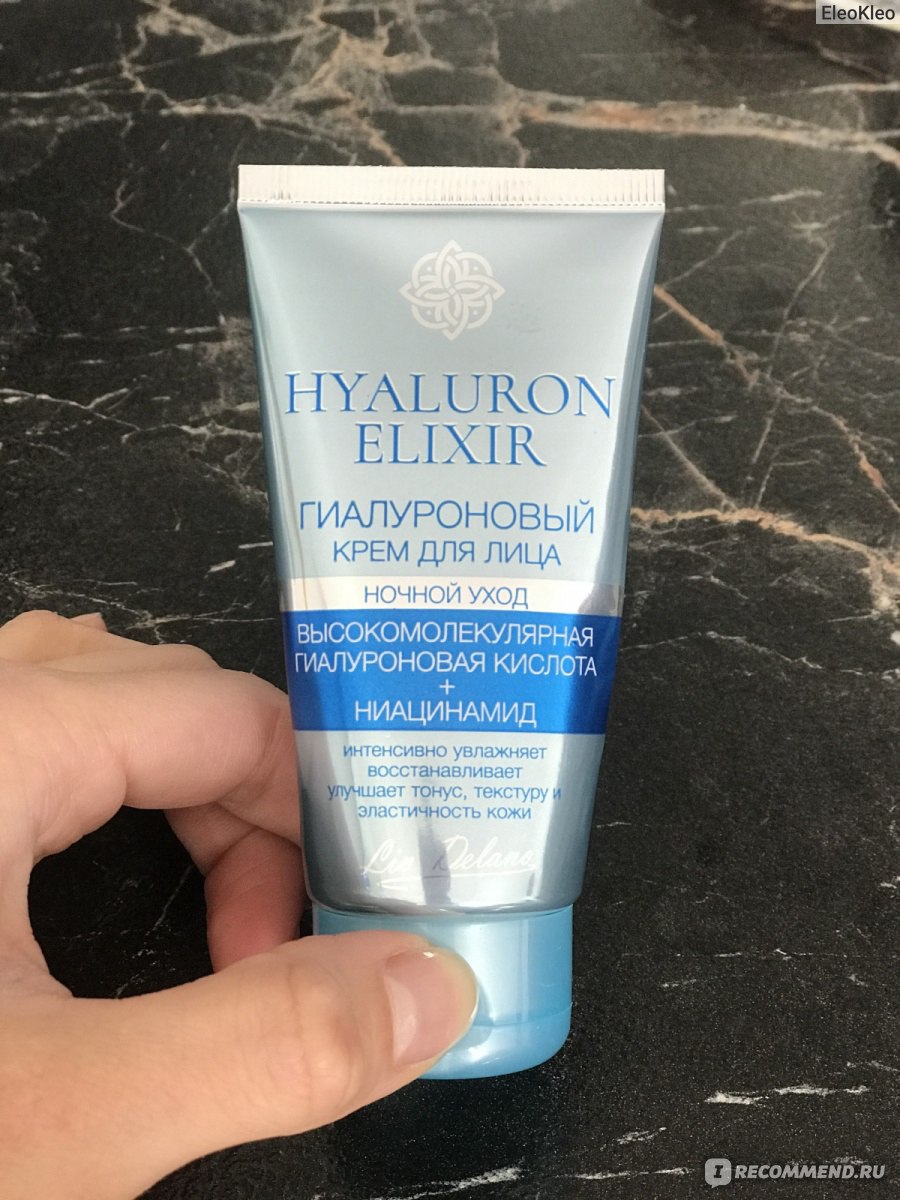 EleoKleo
HYALURON
ELIXIR
ГИАЛУРОНОВЫЙ
КРЕМ ДЛЯ ЛИЦА
НОЧНОЙ УХОД
ВЫСОКОМОЛЕКУЛЯРНАЯ
ГИАЛУРОНОВАЯ КИСЛОТА
+
НИАЦИНАМИД
интенсивно увлажняет
восстанавливает
улучшает тонус, текстуру и
эластичность кожи
Liv Delano
IRECOMMEND.RU